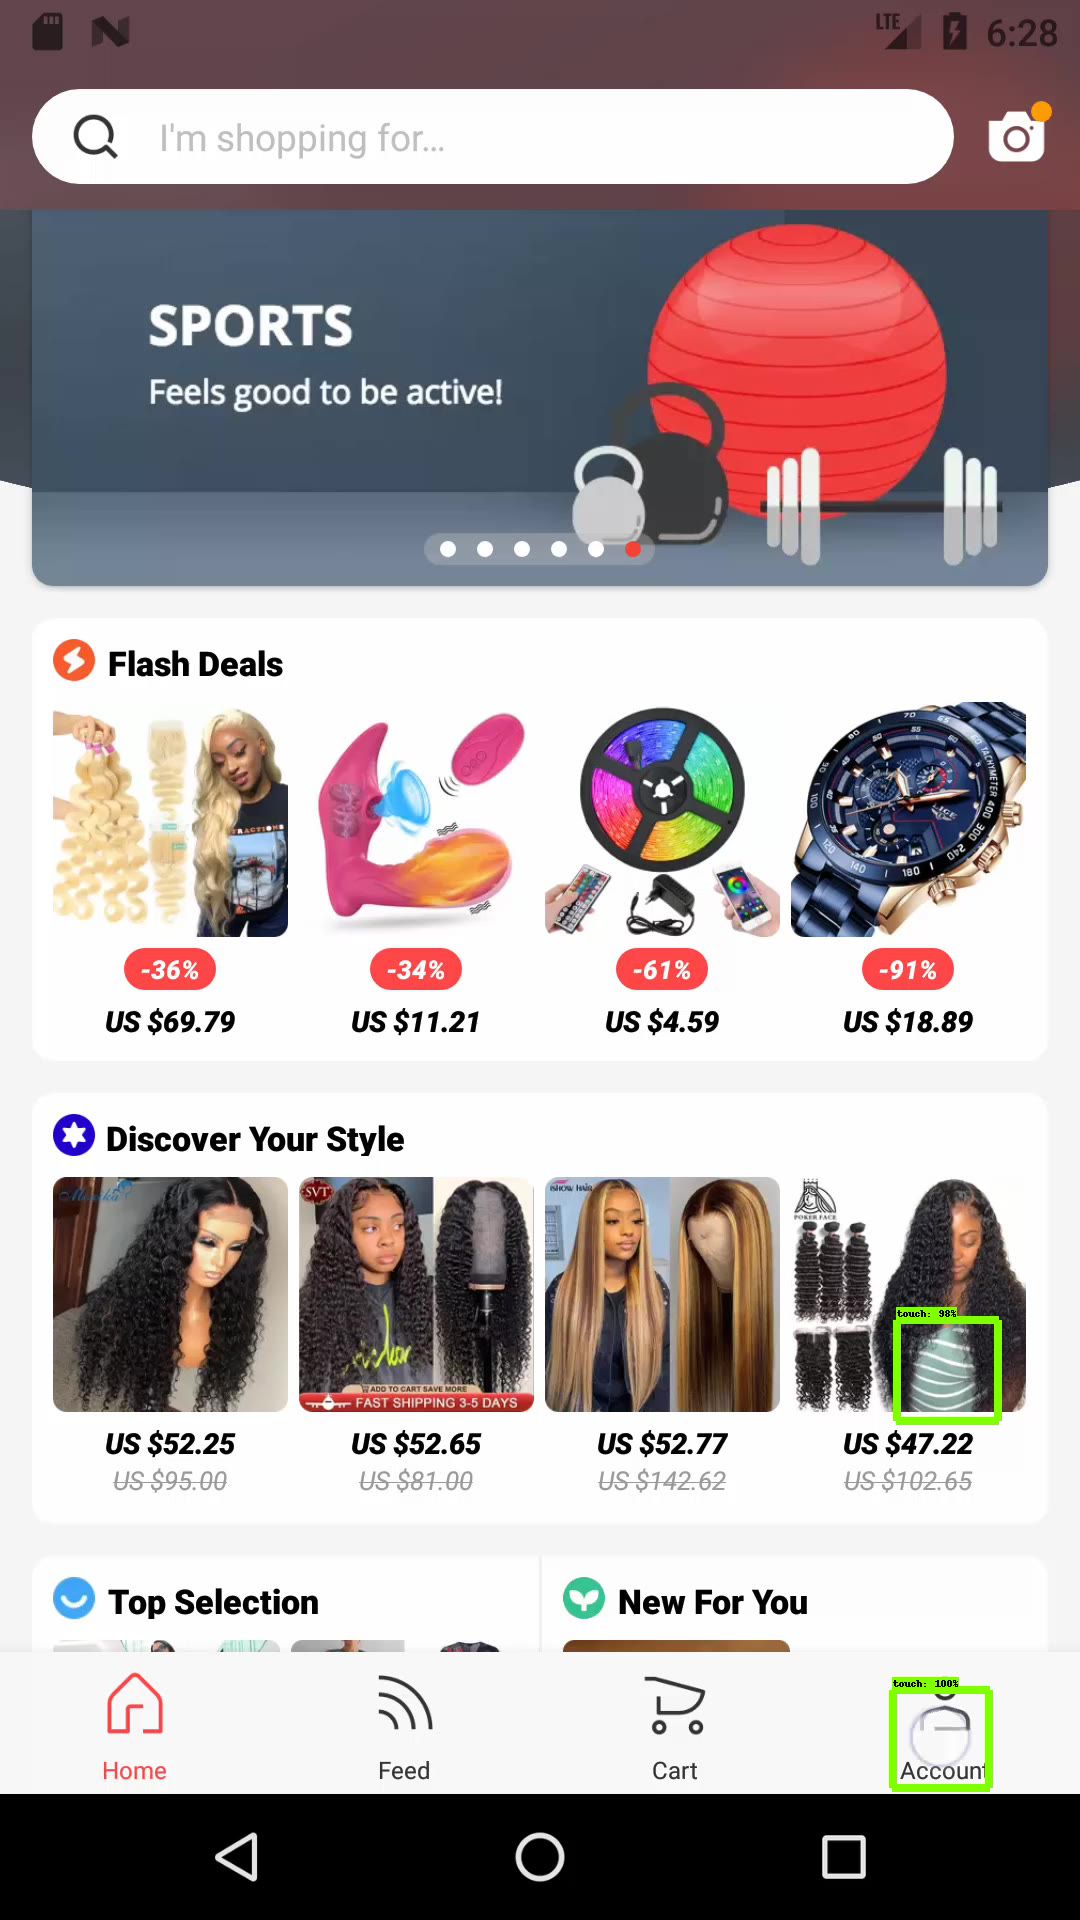 LTE 6:28
I'm shopping for...
SPORTS
Feels good to be active!
Flash Deals
-36% -34% -61% -91%
US $69.79 US $11.21 US $4.59 US $18.89
Discover Your Style
SVT
ISHOW HAIR
POKER FACE
touch: 98%
ADD TO CART SAVE MORE
FAST SHIPPING 3-5 DAYS
US $52.25 US $52.65 US $52.77 US $47.22
US $95.00 US $81.00 US $142.62 US $102.65
Top Selection New For You
touch: 100%
Home Feed Cart Account